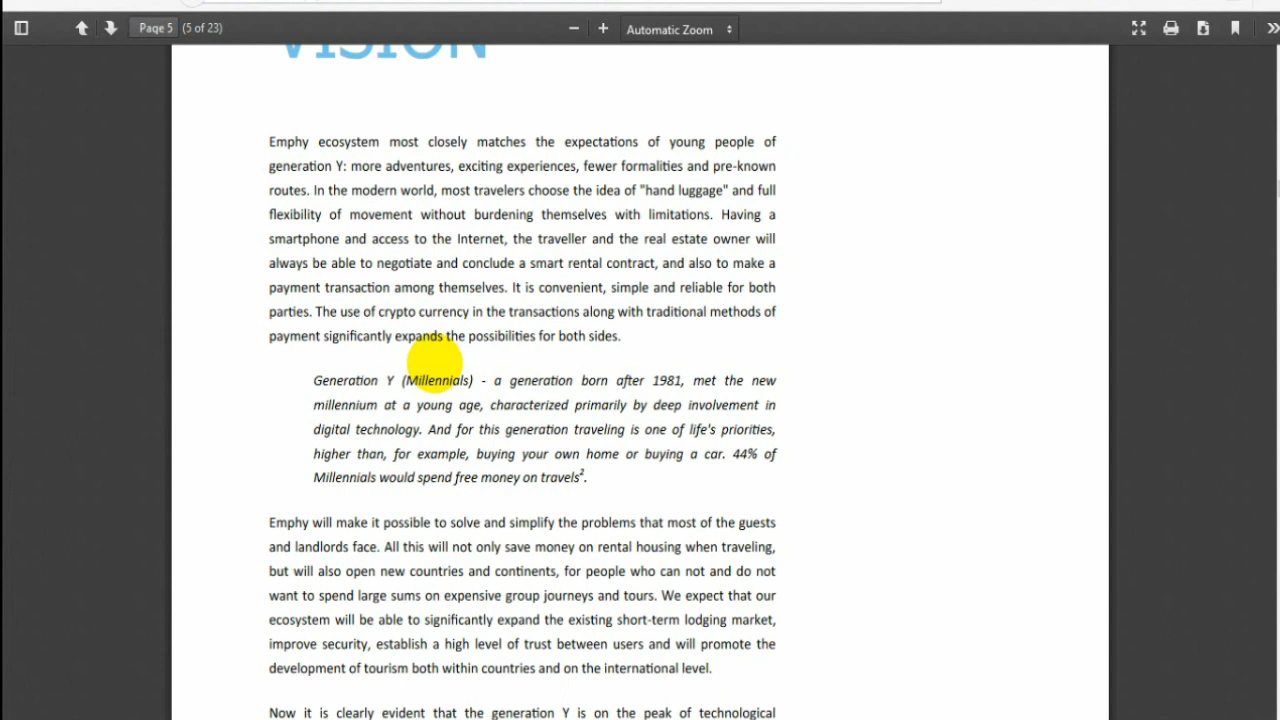 Page 5 (5 of 23) Automatic Zoom
VISION
Emphy ecosystem most closely matches the expectations of young people of
generation Y: more adventures, exciting experiences, fewer formalities and pre-known
routes. In the modern world, most travelers choose the idea of "hand luggage" and full
flexibility of movement without burdening themselves with limitations. Having a
smartphone and access to the Internet, the traveller and the real estate owner will
always be able to negotiate and conclude a smart rental contract, and also to make a
payment transaction among themselves. It is convenient, simple and reliable for both
parties. The use of crypto currency in the transactions along with traditional methods of
payment significantly expands the possibilities for both sides.
Generation Y (Millennials) - a generation born after 1981, met the new
millennium at a young age, characterized primarily by deep involvement in
digital technology. And for this generation traveling is one of life's priorities,
higher than, for example, buying your own home or buying a car. 44% of
Millennials would spend free money on travels².
Emphy will make it possible to solve and simplify the problems that most of the guests
and landlords face. All this will not only save money on rental housing when traveling,
but will also open new countries and continents, for people who can not and do not
want to spend large sums on expensive group journeys and tours. We expect that our
ecosystem will be able to significantly expand the existing short-term lodging market,
improve security, establish a high level of trust between users and will promote the
development of tourism both within countries and on the international level.
Now it is clearly evident that the generation Y is on the peak of technological